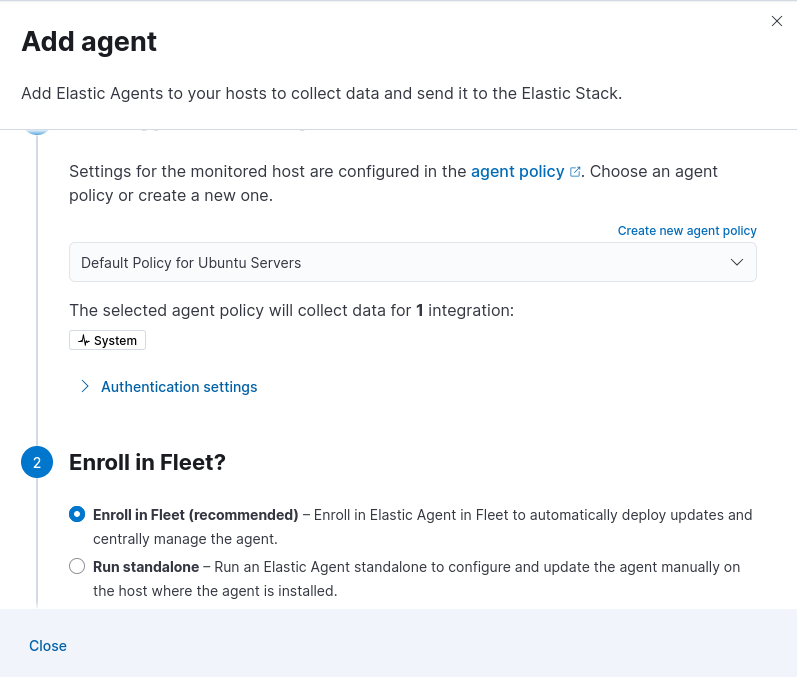 Add agent
Add Elastic Agents to your hosts to collect data and send it to the Elastic Stack.
Settings for the monitored host are configured in the agent policy. Choose an agent
policy or create a new one.
Create new agent policy
Default Policy for Ubuntu Servers
The selected agent policy will collect data for 1 integration:
System
Authentication settings
2 Enroll in Fleet?
Enroll in Fleet (recommended) – Enroll in Elastic Agent in Fleet to automatically deploy updates and
centrally manage the agent.
Run standalone – Run an Elastic Agent standalone to configure and update the agent manually on
the host where the agent is installed.
Close